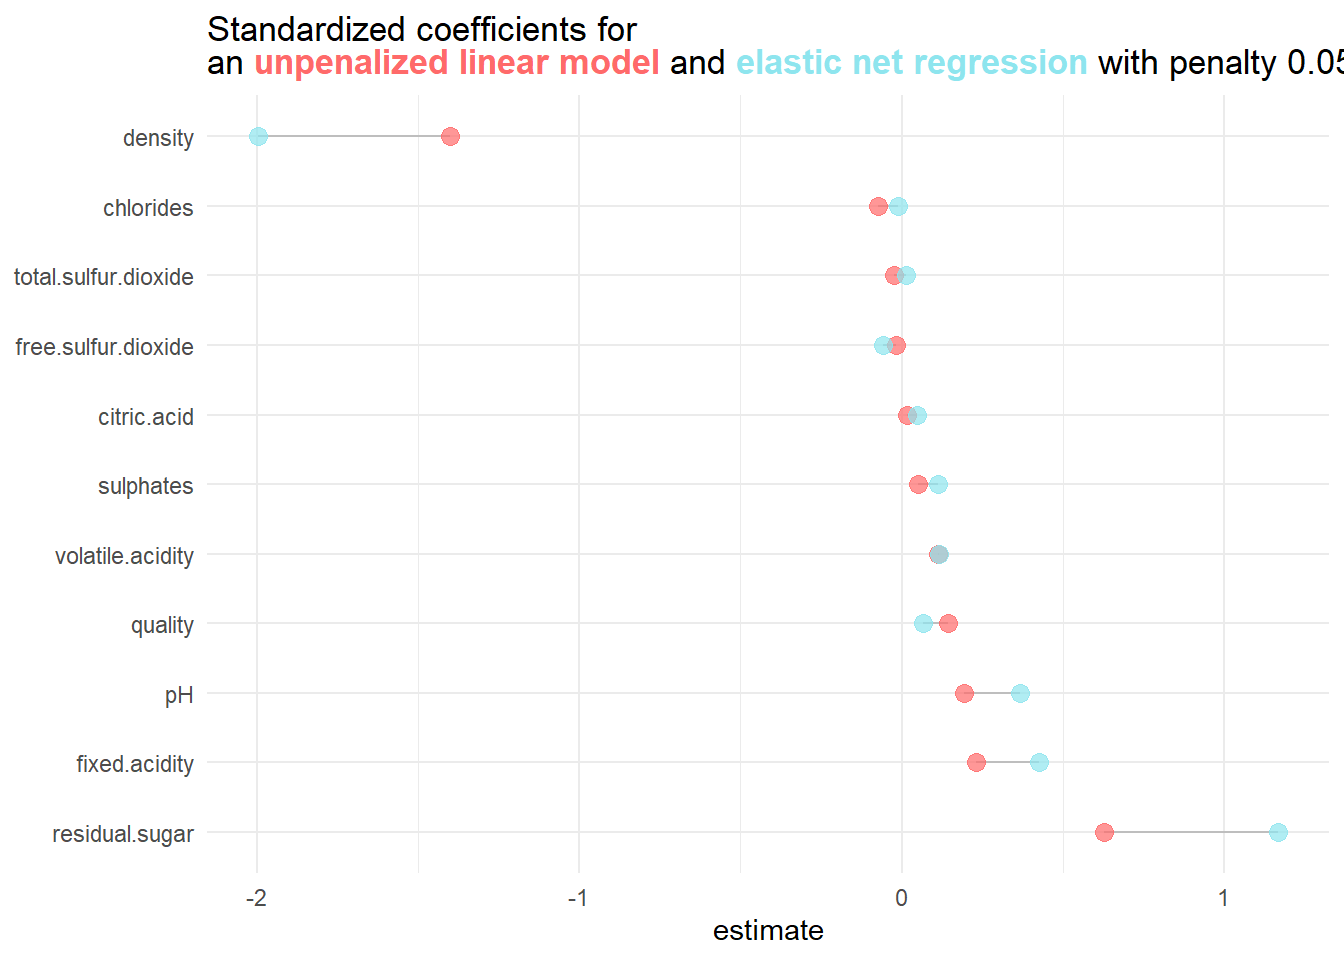 Standardized coefficients for
an unpenalized linear model and elastic net regression with penalty 0.05
density
chlorides
total.sulfur.dioxide
free.sulfur.dioxide
citric.acid
sulphates
volatile.acidity
quality
pH
fixed.acidity
residual.sugar
-2 -1 0 1
estimate